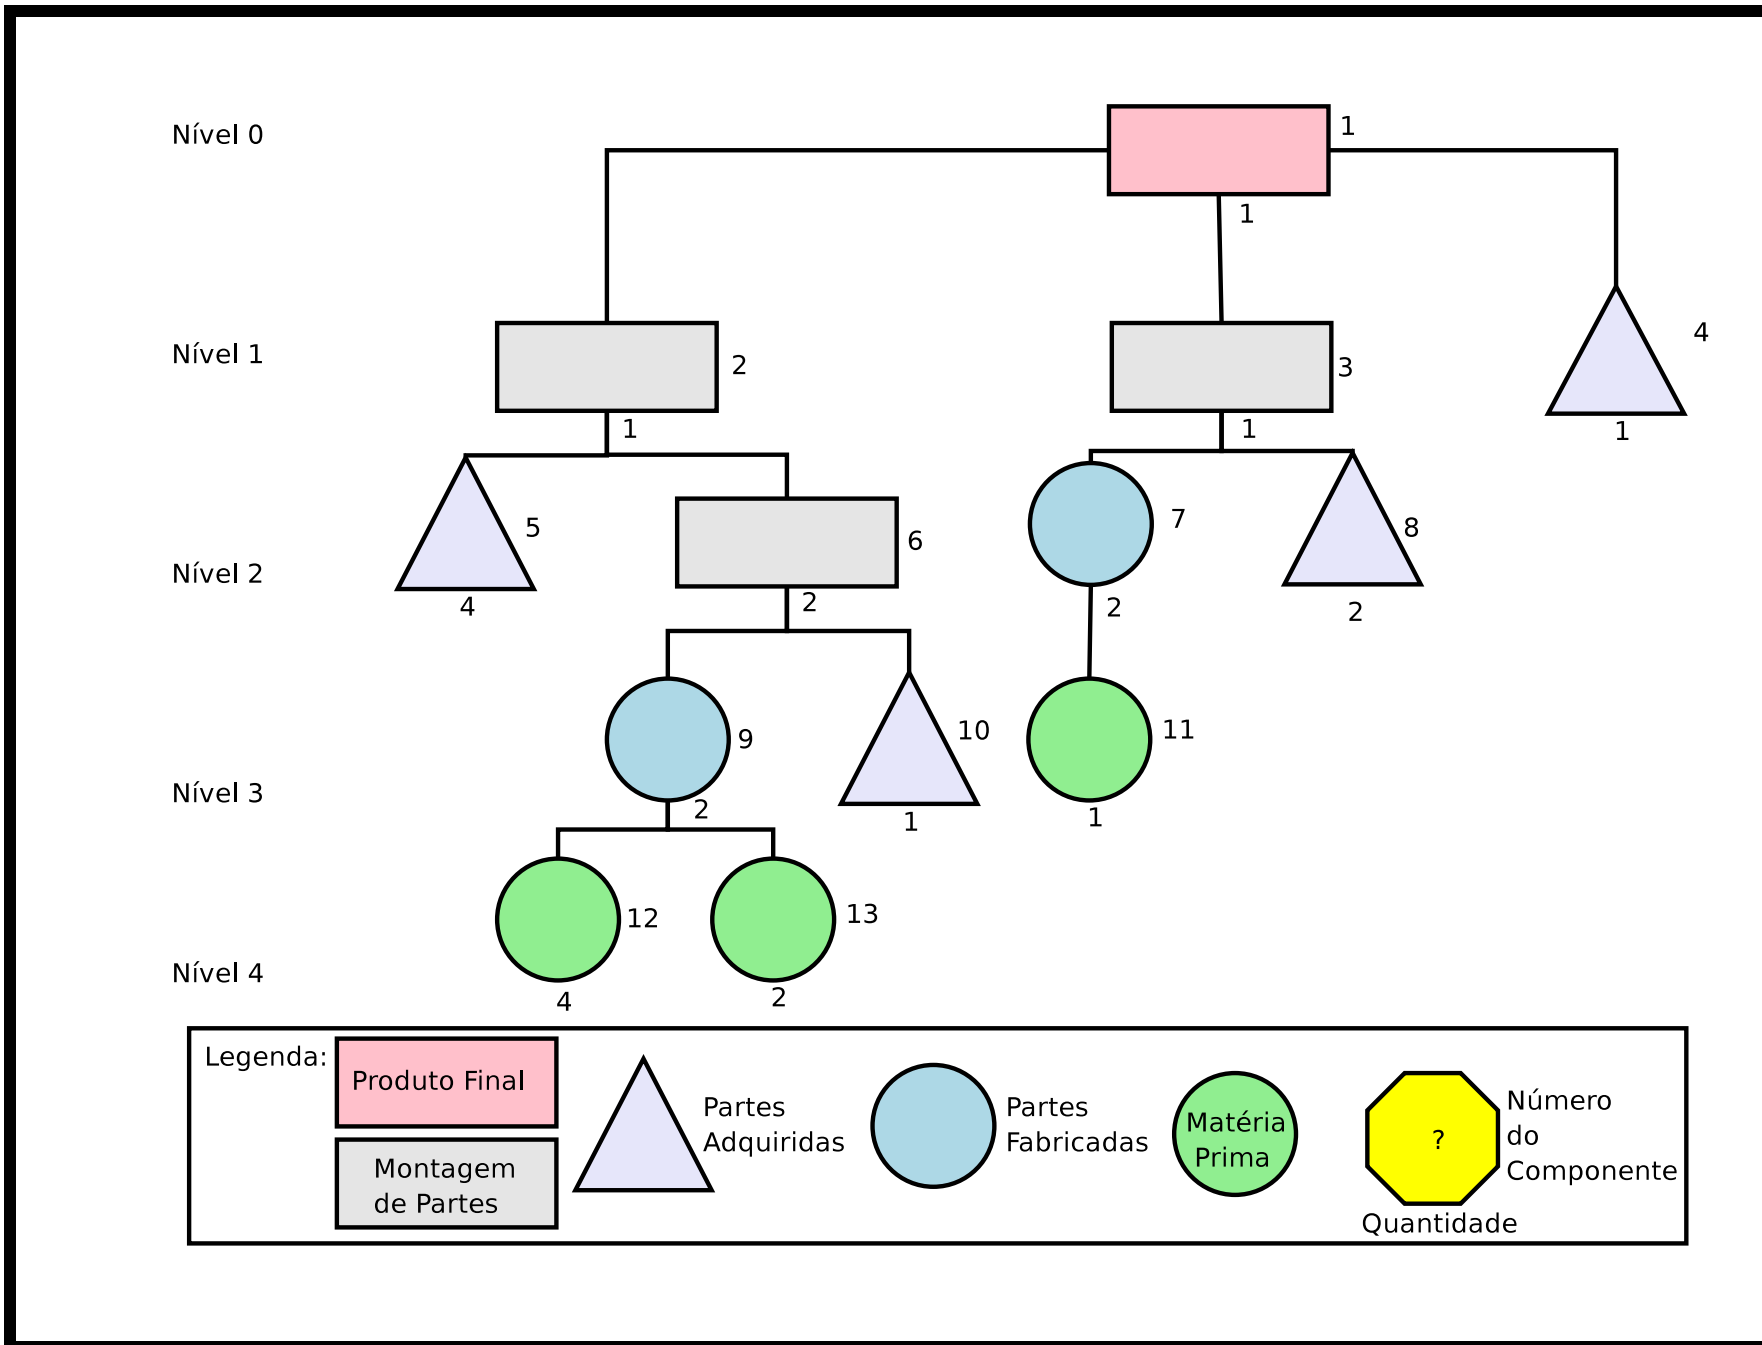 Nível 0
1
1
Nível 1
2
1
3
1
4
1
Nível 2
5
4
6
2
7
2
8
2
Nível 3
9
2
10
1
11
1
Nível 4
12
4
13
2
Legenda:
Produto Final
Montagem
de Partes
Partes
Adquiridas
Partes
Fabricadas
Matéria
Prima
?
Número
do
Componente
Quantidade